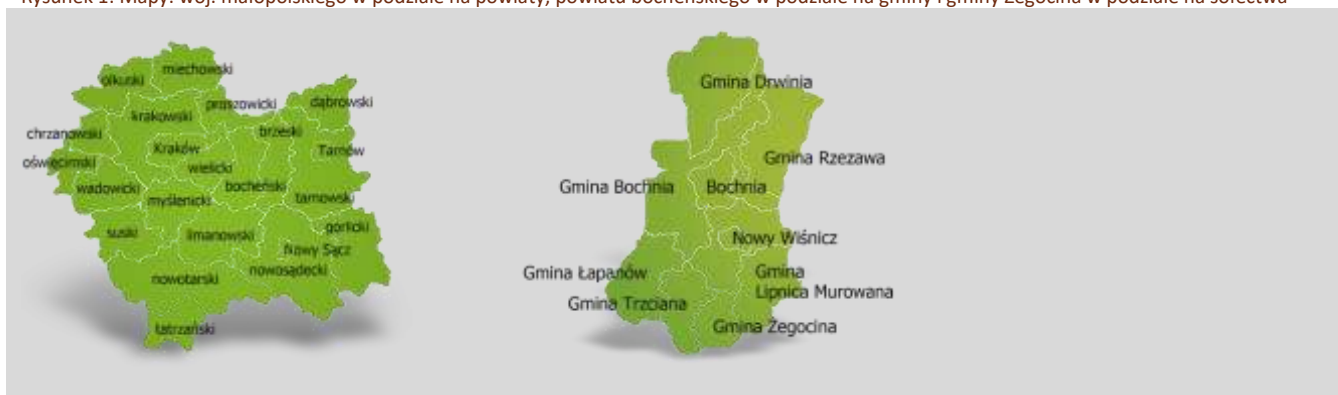 Rysunek 1. Mapy: woj. małopolskiego w podziale na powiaty, powiatu bocheńskiego w podziale na gminy i gminy Żegocina w podziale na sołectwa
olkuski
miechowski
proszowicki
dąbrowski
krakowski
brzeski
chrzanowski
Kraków
Tarnów
oświęcimski
wielicki
wadowicki
bocheński
myślenicki
tarnowski
suski
limanowski
gorlicki
Nowy Sącz
nowotarski
nowosądecki
tatrzański
Gmina Drwinia
Gmina Rzezawa
Gmina Bochnia
Bochnia
Nowy Wiśnicz
Gmina Łapanów
Gmina
Lipnica Murowana
Gmina Trzciana
Gmina Żegocina